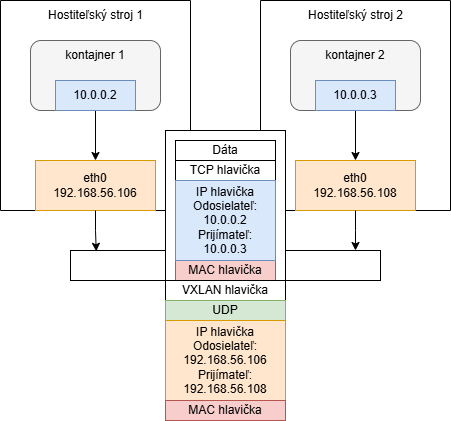 Hostiteľský stroj 1
Hostiteľský stroj 2
kontajner 1
kontajner 2
10.0.0.2
10.0.0.3
eth0
192.168.56.106
eth0
192.168.56.108
Dáta
TCP hlavička
IP hlavička
Odosielateľ:
10.0.0.2
Prijímateľ:
10.0.0.3
MAC hlavička
VXLAN hlavička
UDP
IP hlavička
Odosielateľ:
192.168.56.106
Prijímateľ:
192.168.56.108
MAC hlavička